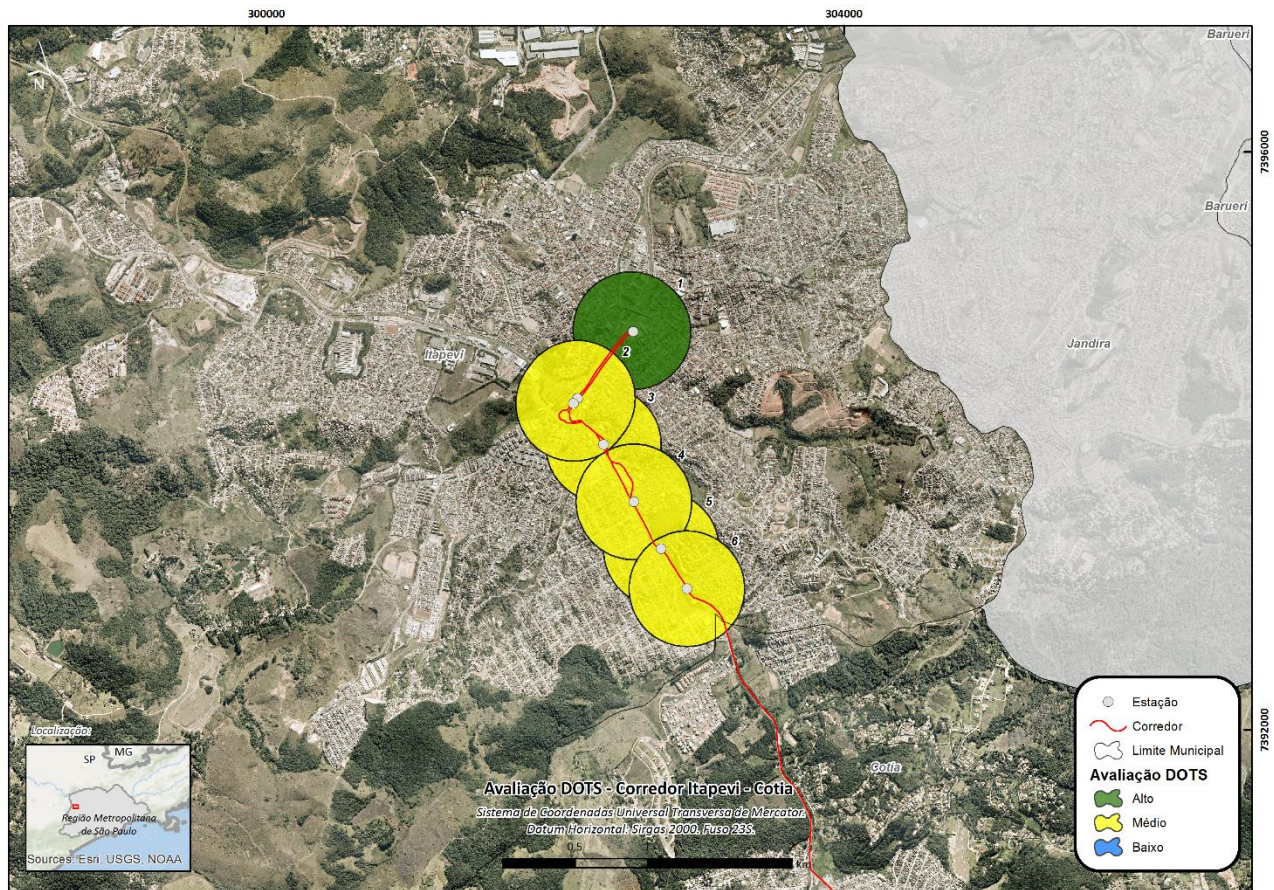 300000
304000
Barueri
N
7396000
Barueri
1
Jandira
2
Itapevi
3
4
5
6
Estação
Corredor
Limite Municipal
Avaliação DOTS
Alto
Médio
Baixo
7392000
Localização:
SP
MG
Região Metropolitana
de São Paulo
Sources: Esri, USGS, NOAA
Cotia
Avaliação DOTS - Corredor Itapevi - Cotia
Sistema de Coordenadas Universal Transversa de Mercator.
Datum Horizontal: Sirgas 2000. Fuso 23S.
0,5
Km